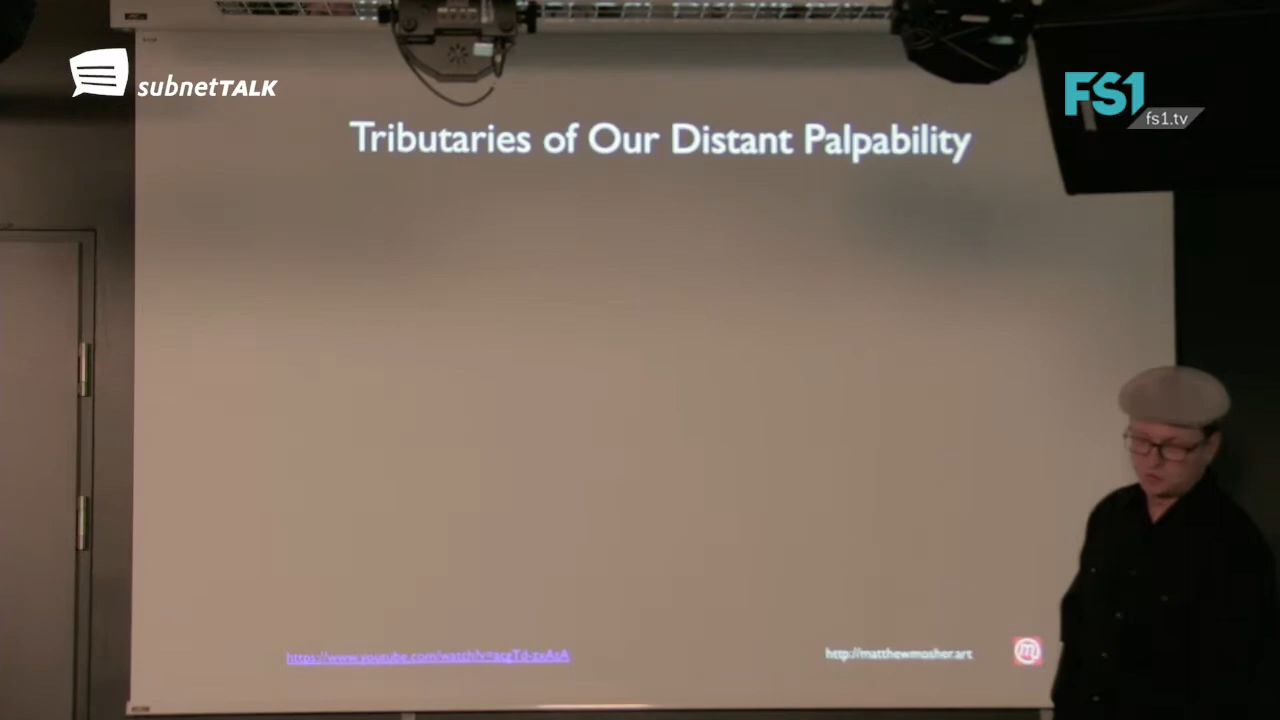 subnetTALK
FS1
fs1.tv
Tributaries of Our Distant Palpability
http://matthewmosher.art